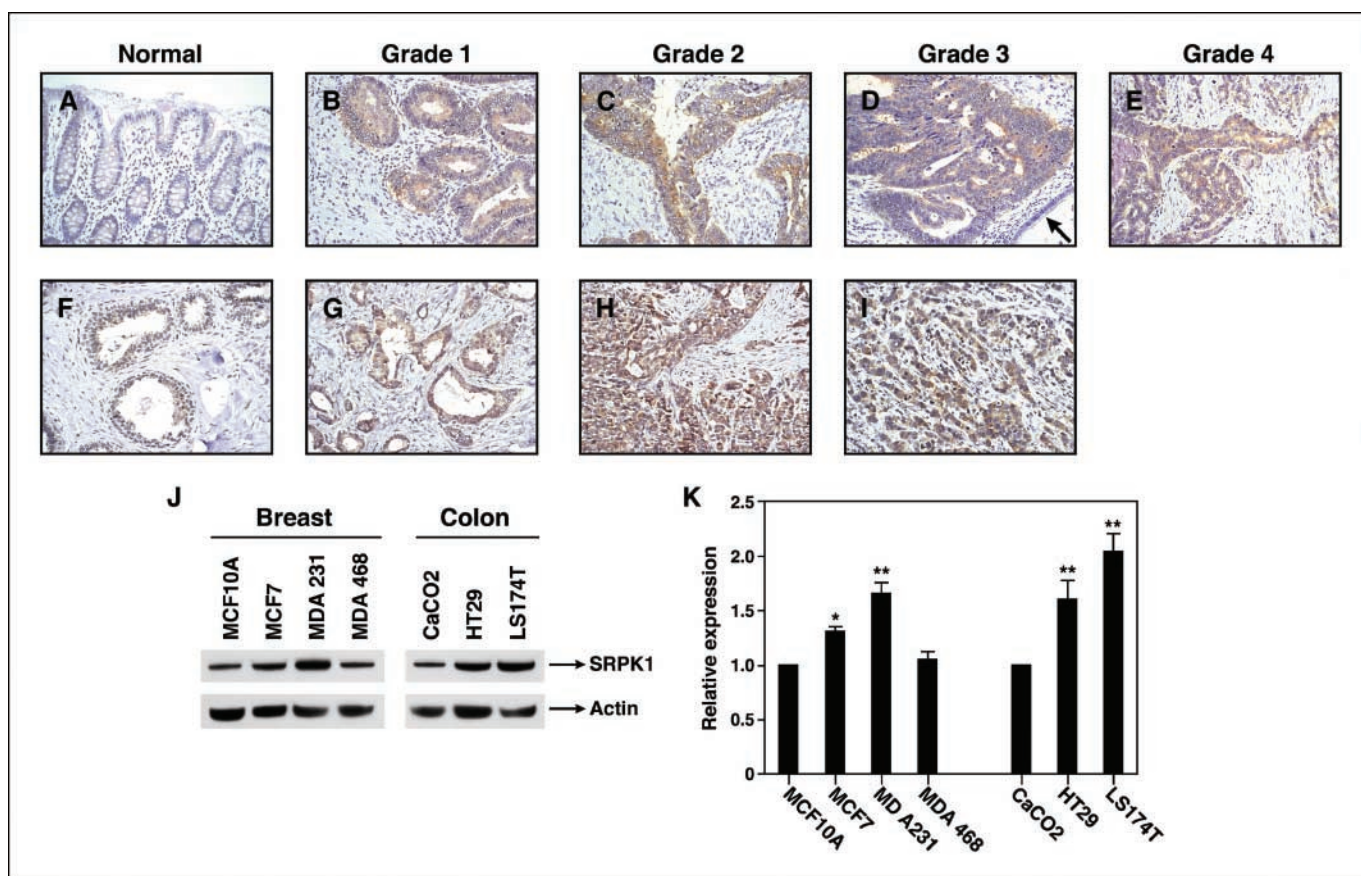 Normal
Grade 1
Grade 2
Grade 3
Grade 4
A
B
C
D
E
F
G
H
I
J
Breast
Colon
MCF10A
MCF7
MDA 231
MDA 468
CaCO2
HT29
LS174T
SRPK1
Actin
K
Relative expression
2.5
2.0
1.5
1.0
0.5
0
*
**
**
**
MCF10A
MCF7
MD A231
MDA 468
CaCO2
HT29
LS174T